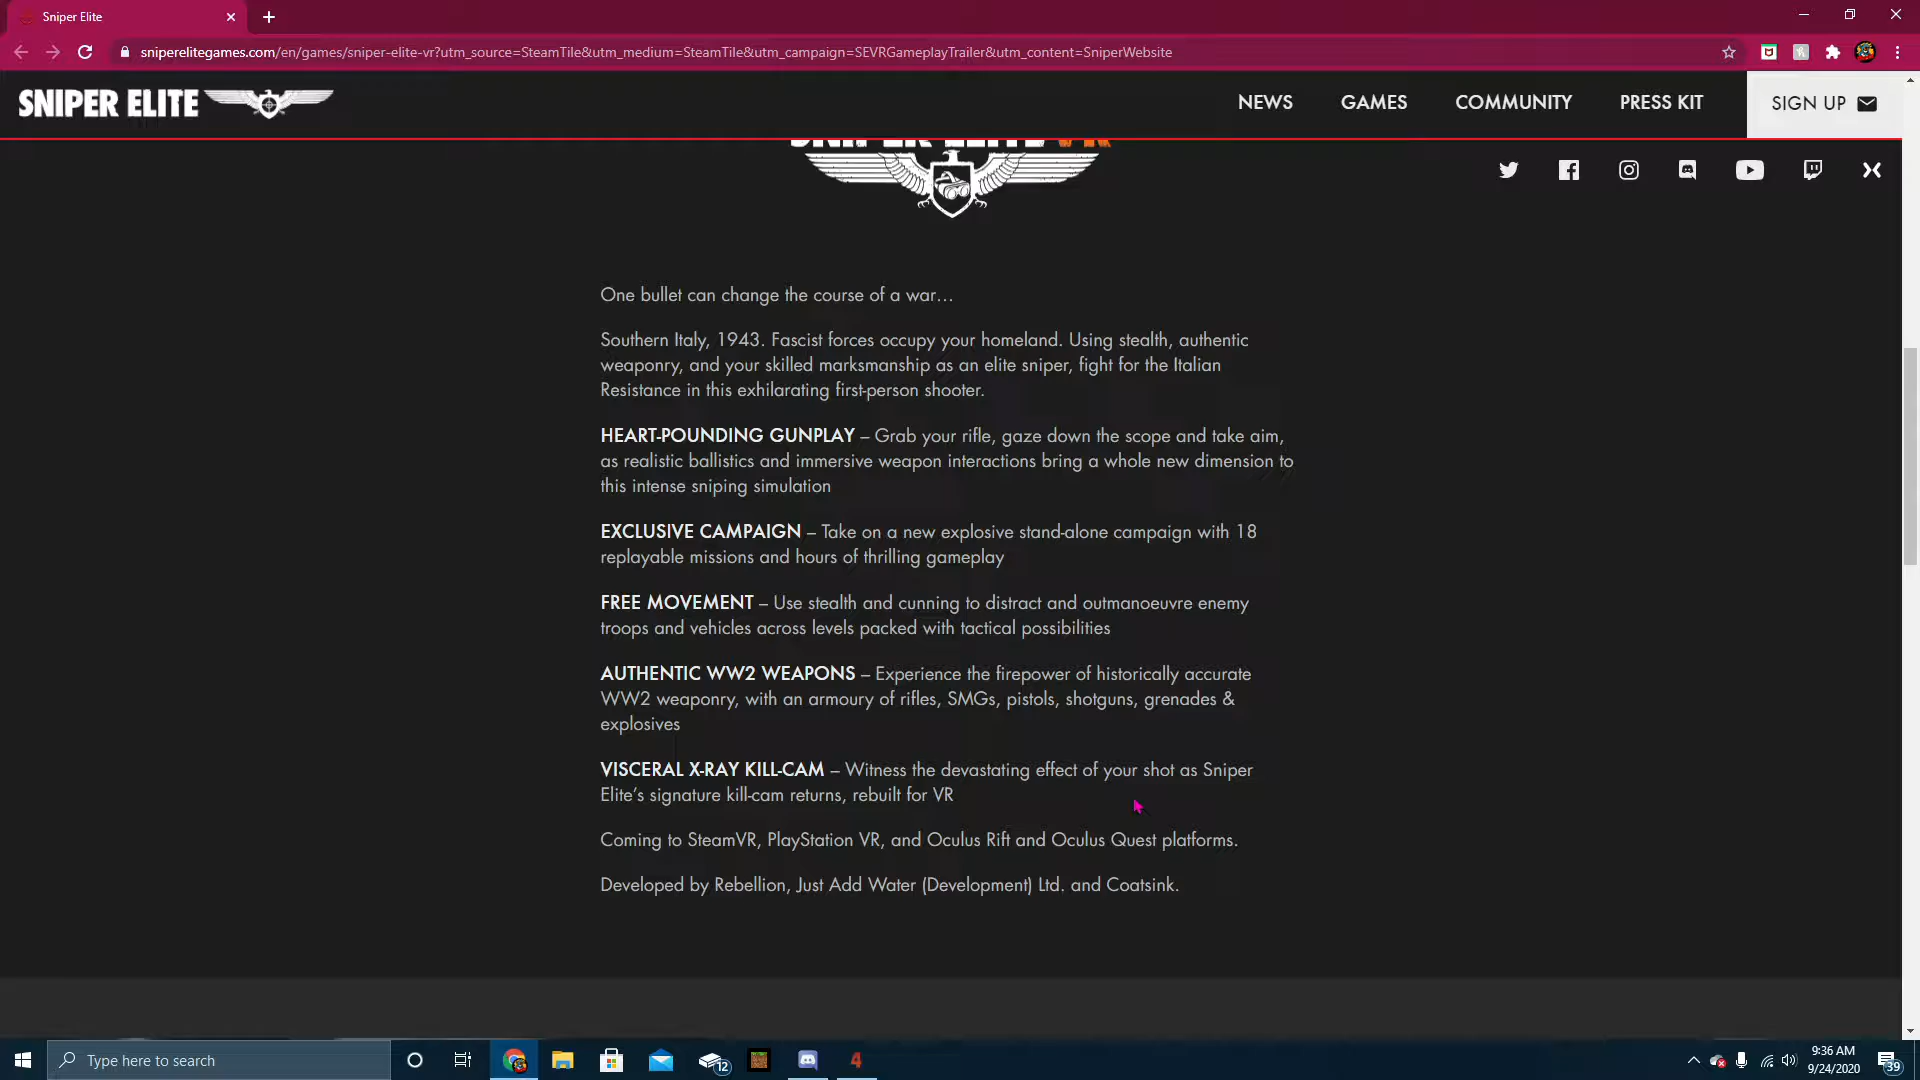 Sniper Elite
sniperelitegames.com/en/games/sniper-elite-vr?utm_source=SteamTile&utm_medium=SteamTile&utm_campaign=SEVRGameplayTrailer&utm_content=SniperWebsite
SNIPER ELITE
NEWS GAMES COMMUNITY PRESS KIT SIGN UP
SNIPER ELITE VR
One bullet can change the course of a war…
Southern Italy, 1943. Fascist forces occupy your homeland. Using stealth, authentic
weaponry, and your skilled marksmanship as an elite sniper, fight for the Italian
Resistance in this exhilarating first-person shooter.
HEART-POUNDING GUNPLAY – Grab your rifle, gaze down the scope and take aim,
as realistic ballistics and immersive weapon interactions bring a whole new dimension to
this intense sniping simulation
EXCLUSIVE CAMPAIGN – Take on a new explosive stand-alone campaign with 18
replayable missions and hours of thrilling gameplay
FREE MOVEMENT – Use stealth and cunning to distract and outmanoeuvre enemy
troops and vehicles across levels packed with tactical possibilities
AUTHENTIC WW2 WEAPONS – Experience the firepower of historically accurate
WW2 weaponry, with an armoury of rifles, SMGs, pistols, shotguns, grenades &
explosives
VISCERAL X-RAY KILL-CAM – Witness the devastating effect of your shot as Sniper
Elite's signature kill-cam returns, rebuilt for VR
Coming to SteamVR, PlayStation VR, and Oculus Rift and Oculus Quest platforms.
Developed by Rebellion, Just Add Water (Development) Ltd. and Coatsink.
Type here to search
12
4
9:36 AM
9/24/2020
39